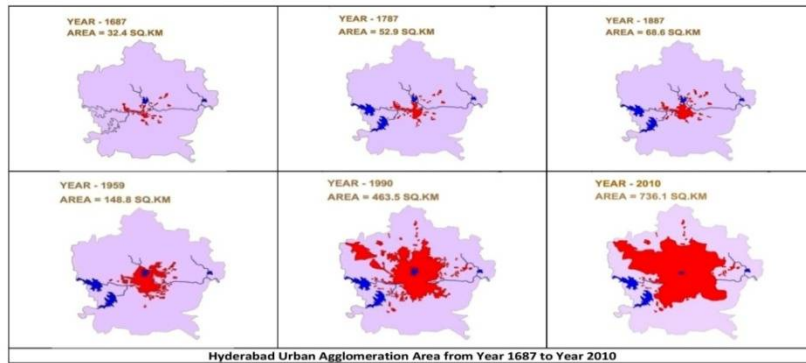 YEAR - 1687
AREA = 32.4 SQ.KM
YEAR - 1787
AREA = 52.9 SQ.KM
YEAR - 1887
AREA = 68.6 SQ.KM
YEAR - 1959
AREA = 148.8 SQ.KM
YEAR - 1990
AREA = 463.5 SQ.KM
YEAR - 2010
AREA = 736.1 SQ.KM
Hyderabad Urban Agglomeration Area from Year 1687 to Year 2010